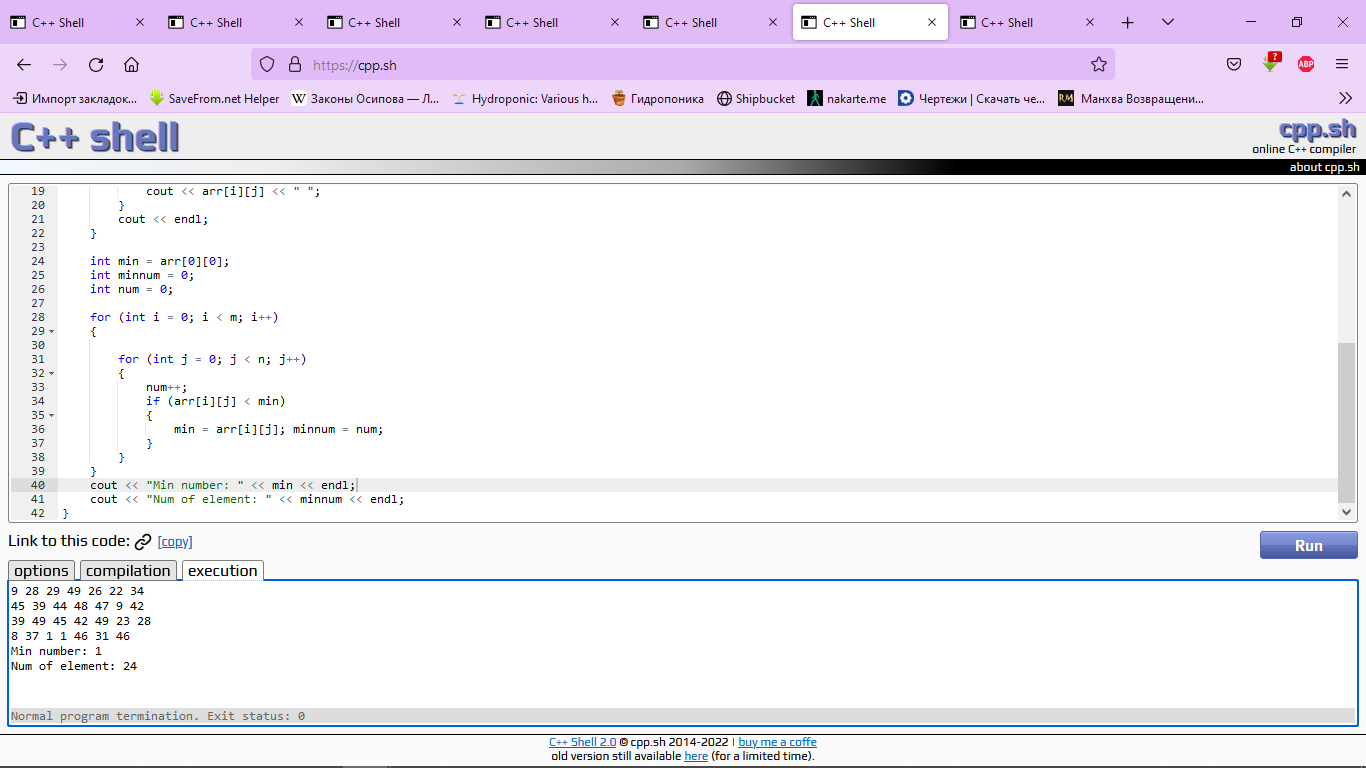 C++ Shell C++ Shell C++ Shell C++ Shell C++ Shell C++ Shell C++ Shell
https://cpp.sh ? ABP
Импорт закладок... SaveFrom.net Helper W Законы Осипова — Л... Hydroponic: Various h... Гидропоника Shipbucket nakarte.me Чертежи | Скачать че... RM Манхва Возвращени...
C++ shell
cpp.sh
online C++ compiler
about cpp.sh
19 cout << arr[i][j] << " ";
20 }
21 cout << endl;
22 }
23
24 int min = arr[0][0];
25 int minnum = 0;
26 int num = 0;
27
28 for (int i = 0; i < m; i++)
29 {
30
31 for (int j = 0; j < n; j++)
32 {
33 num++;
34 if (arr[i][j] < min)
35 {
36 min = arr[i][j]; minnum = num;
37 }
38 }
39 }
40 cout << "Min number: " << min << endl;
41 cout << "Num of element: " << minnum << endl;
42 }
Link to this code: [copy]
Run
options compilation execution
9 28 29 49 26 22 34
45 39 44 48 47 9 42
39 49 45 42 49 23 28
8 37 1 1 46 31 46
Min number: 1
Num of element: 24
Normal program termination. Exit status: 0
C++ Shell 2.0 © cpp.sh 2014-2022 | buy me a coffe
old version still available here (for a limited time).